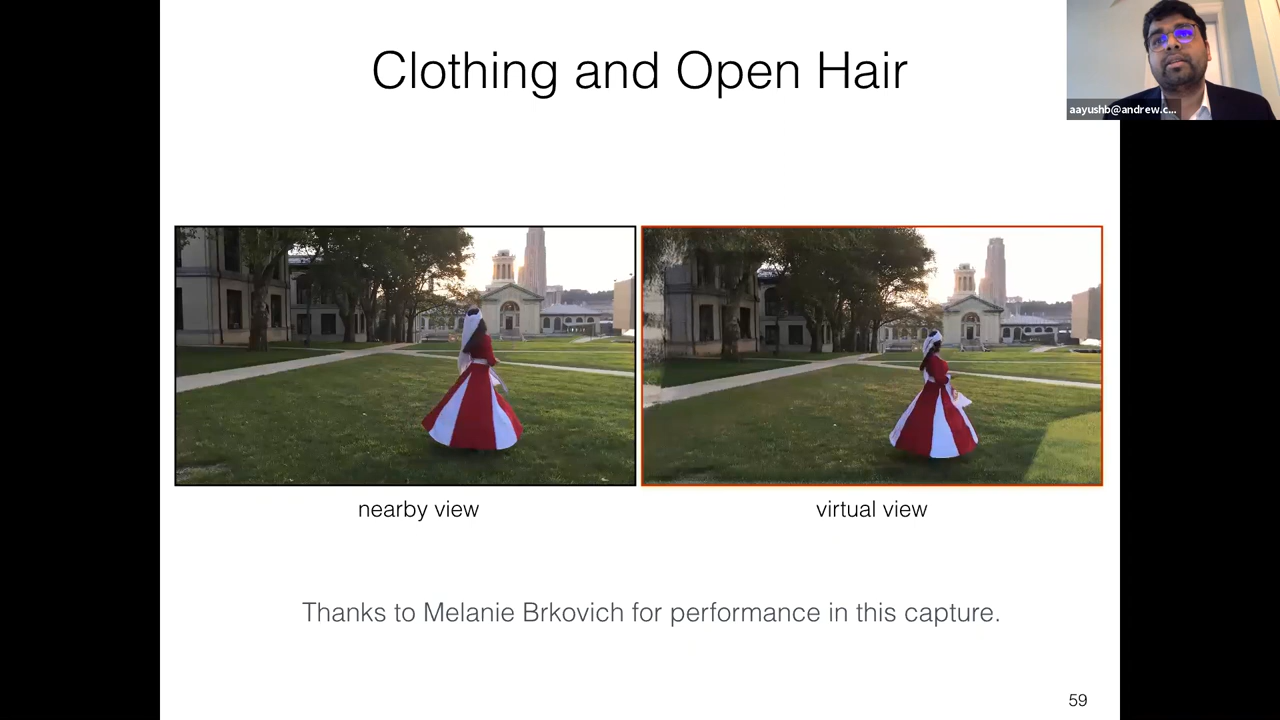 Clothing and Open Hair
aayushb@andrew.c...
nearby view
virtual view
Thanks to Melanie Brkovich for performance in this capture.
59